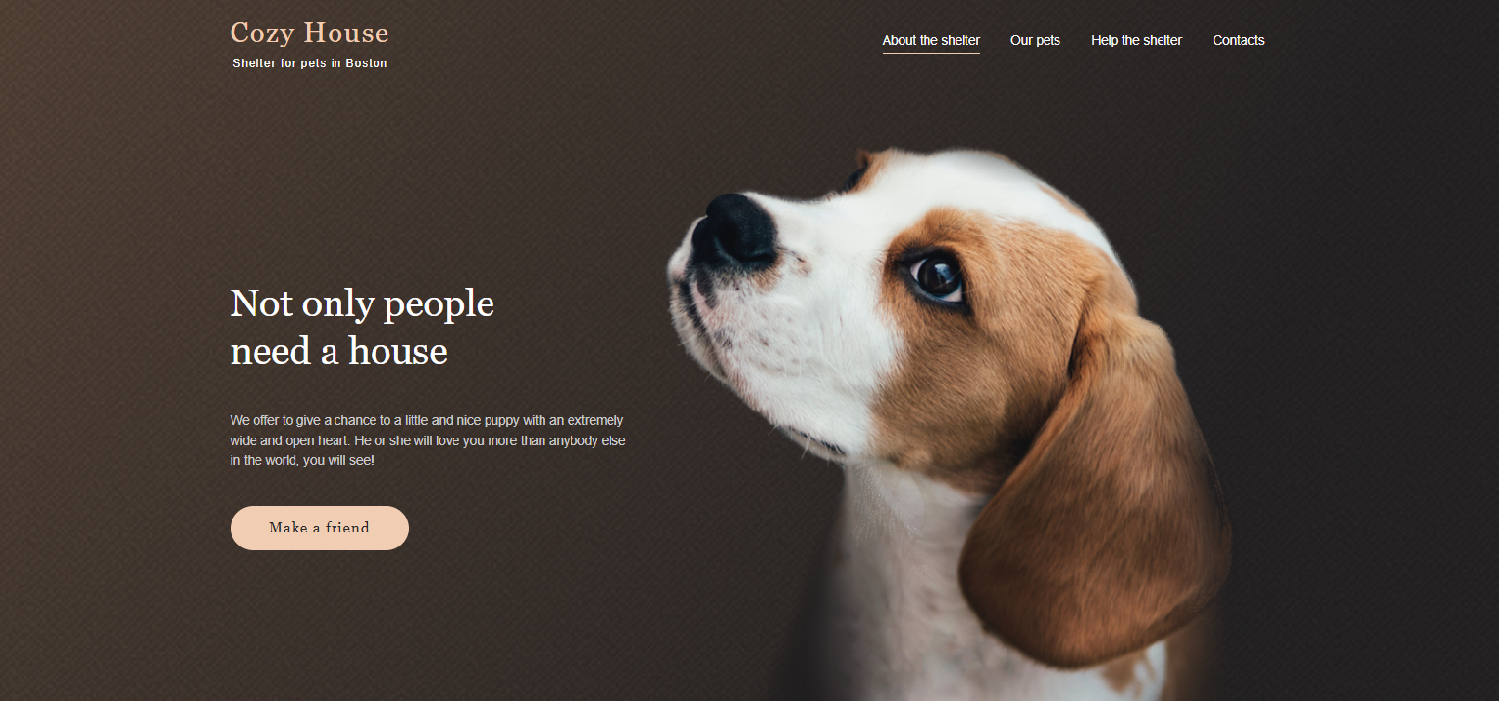 Cozy House
Shelter for pets in Boston
About the shelter
Our pets
Help the shelter
Contacts
Not only people
need a house
We offer to give a chance to a little and nice puppy with an extremely
wide and open heart. He or she will love you more than anybody else
in the world, you will see!
Make a friend